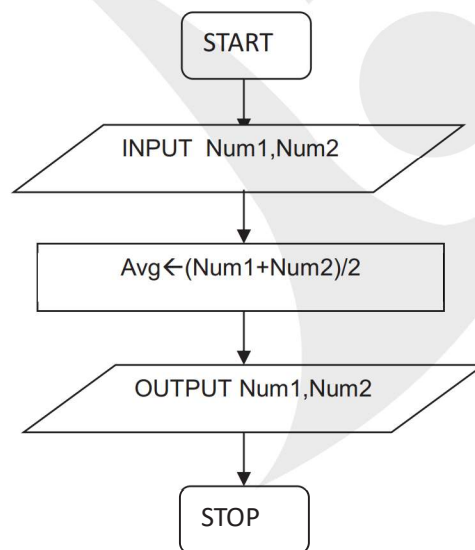 START
INPUT Num1,Num2
Avg←(Num1+Num2)/2
OUTPUT Num1,Num2
STOP